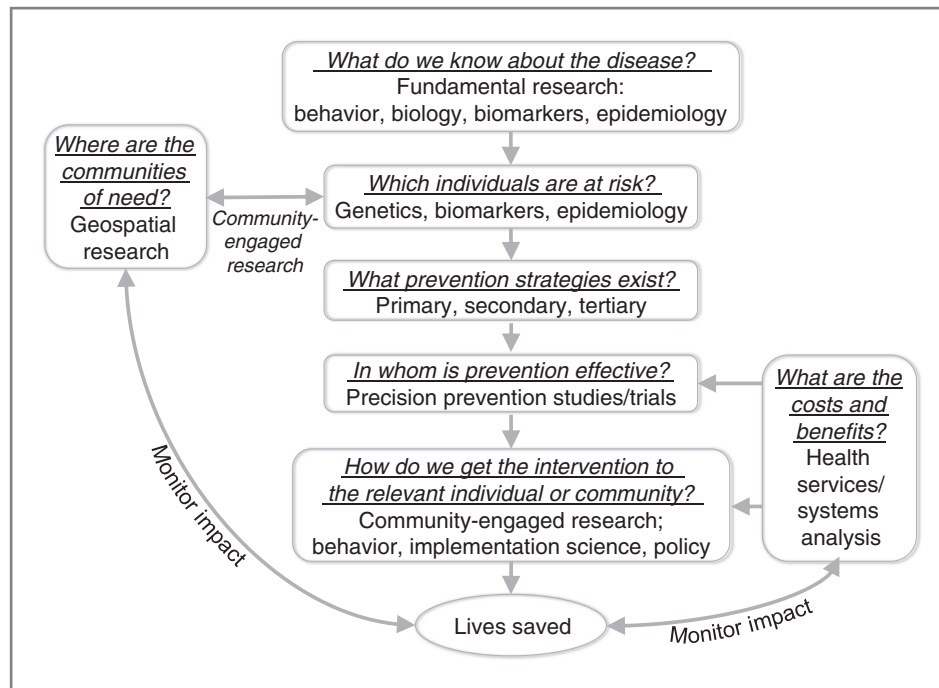 What do we know about the disease?
Fundamental research:
behavior, biology, biomarkers, epidemiology
Where are the
communities
of need?
Geospatial
research
Community-
engaged
research
Which individuals are at risk?
Genetics, biomarkers, epidemiology
What prevention strategies exist?
Primary, secondary, tertiary
In whom is prevention effective?
Precision prevention studies/trials
What are the
costs and
benefits?
Health
services/
systems
analysis
How do we get the intervention to
the relevant individual or community?
Community-engaged research;
behavior, implementation science, policy
Monitor impact
Lives saved
Monitor impact